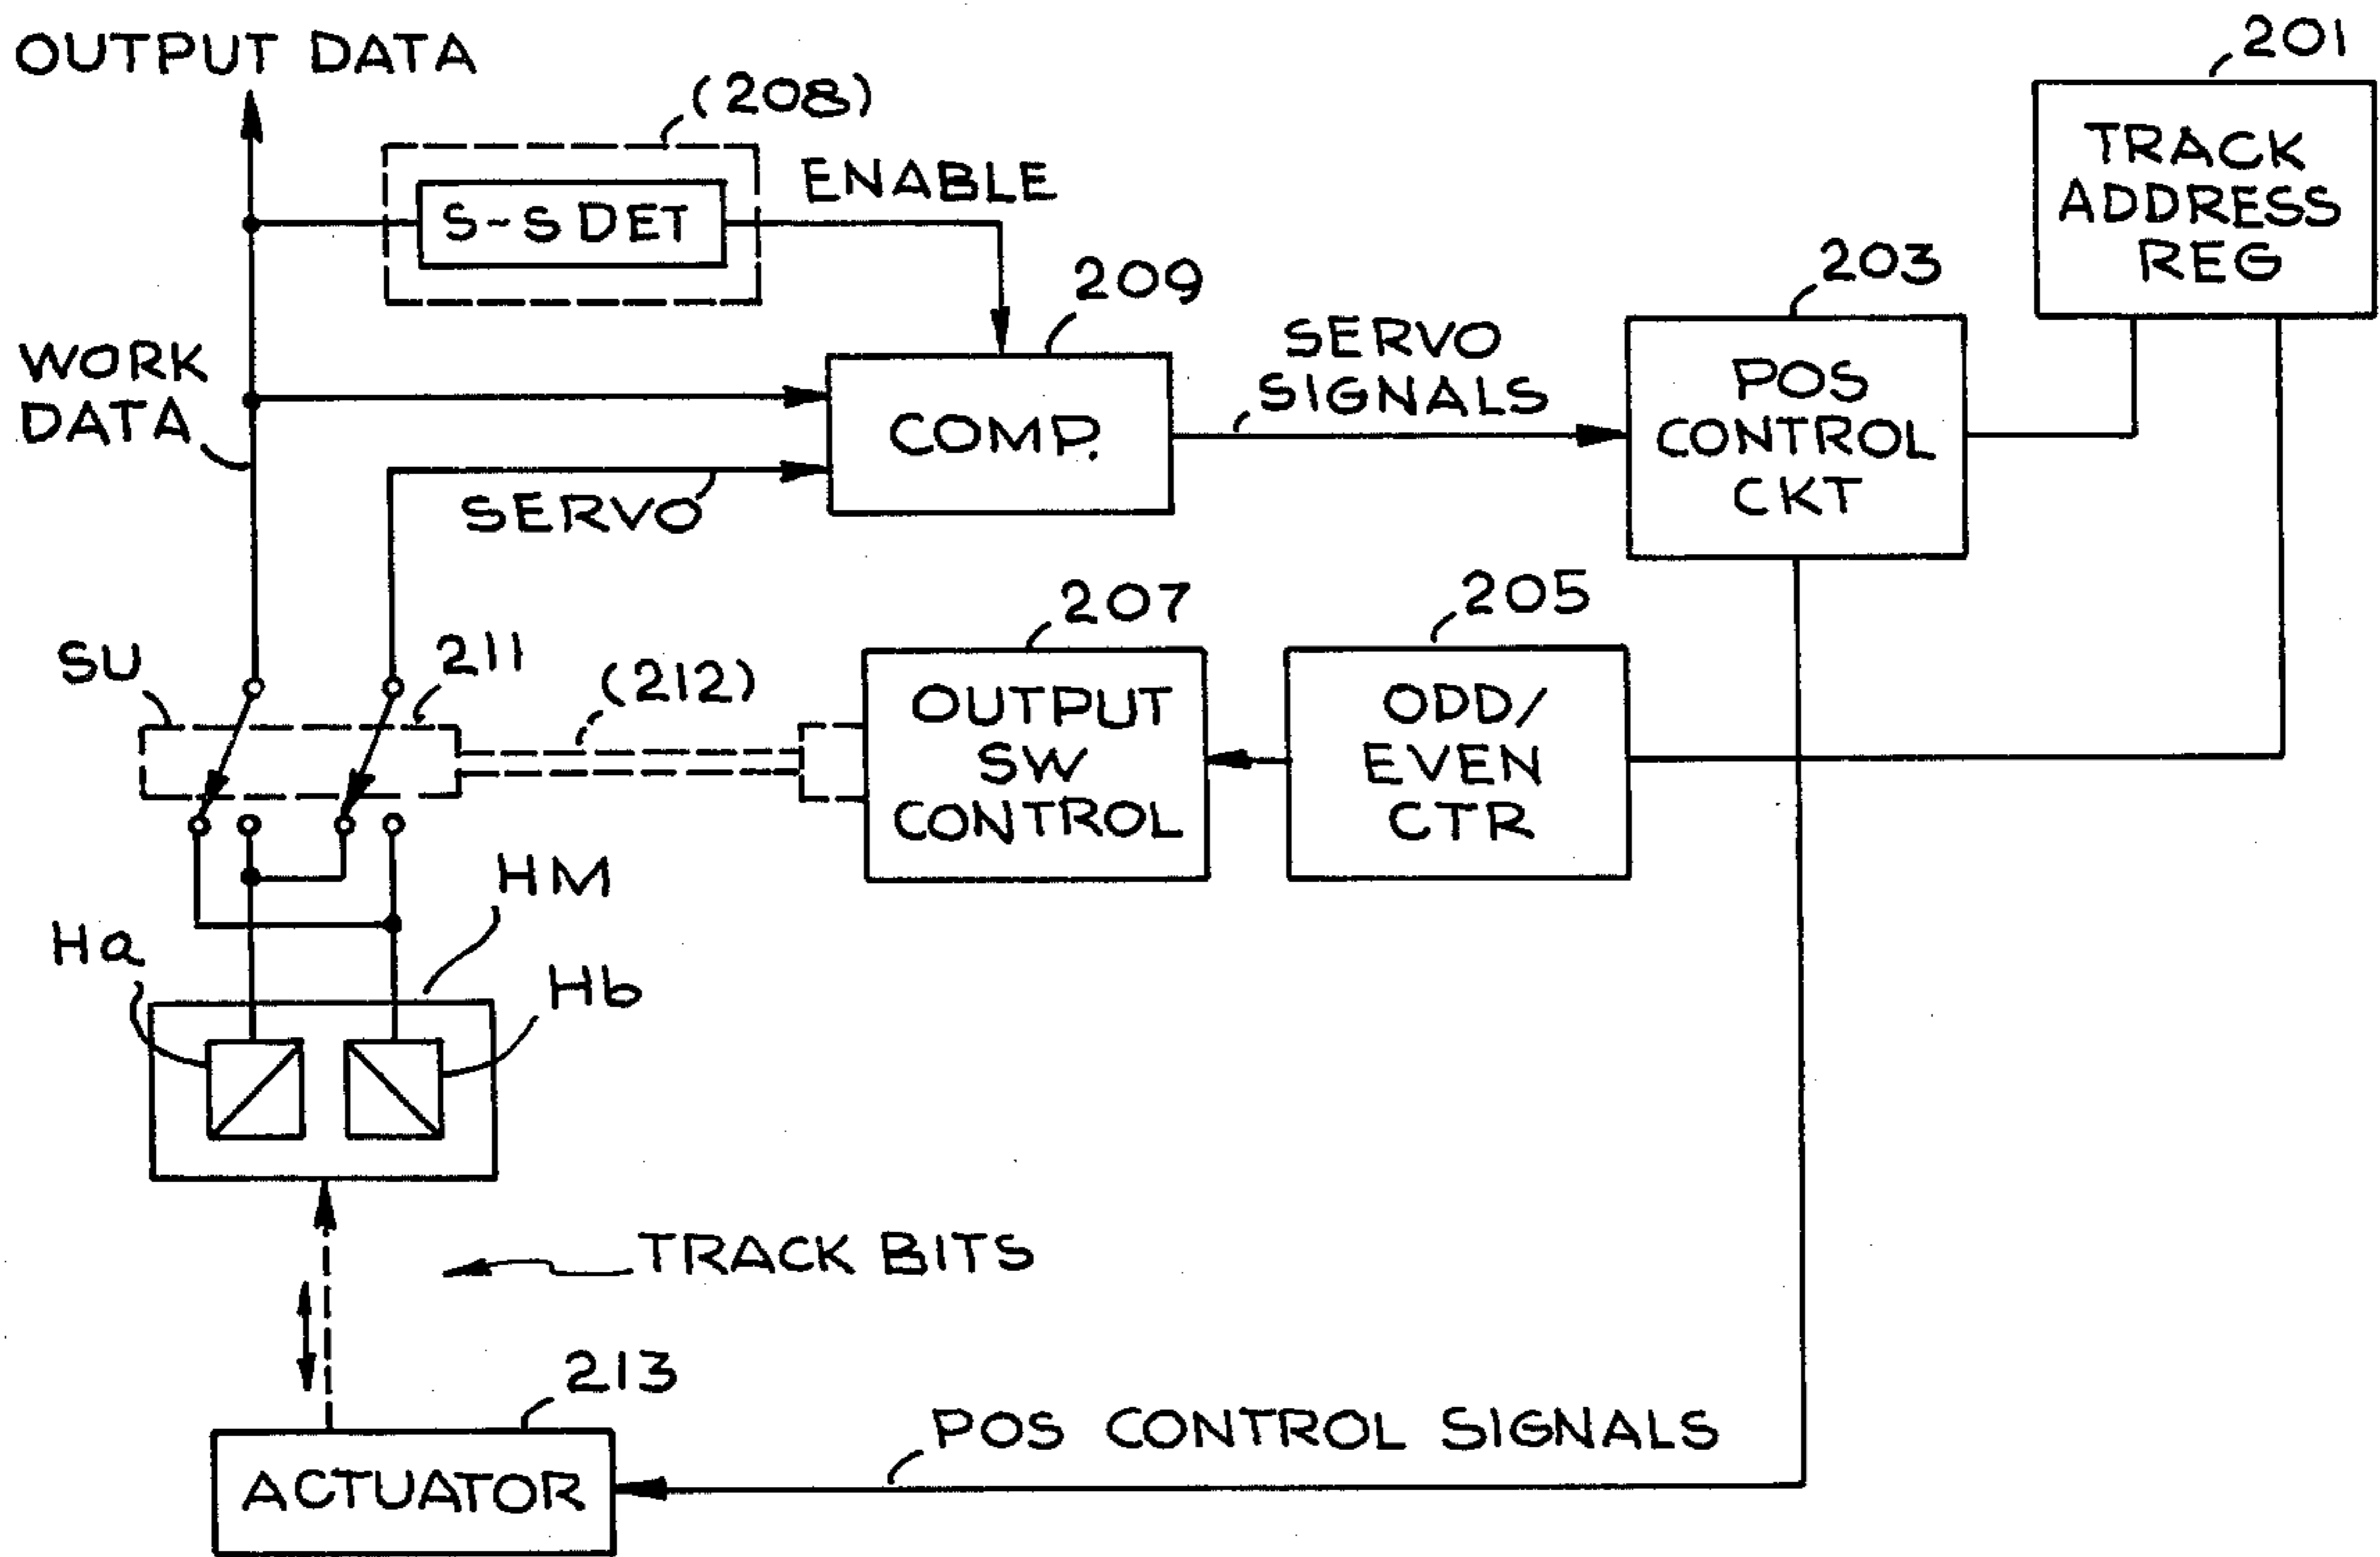 OUTPUT DATA
201
(208)
TRACK
ADDRESS
REG
ENABLE
S-S DET
203
209
SERVO
SIGNALS
WORK
DATA
POS
CONTROL
CKT
COMP.
SERVO
207
205
SU
211
(212)
OUTPUT
SW
CONTROL
ODD/
EVEN
CTR
HM
Ha
Hb
TRACK BITS
213
POS CONTROL SIGNALS
ACTUATOR